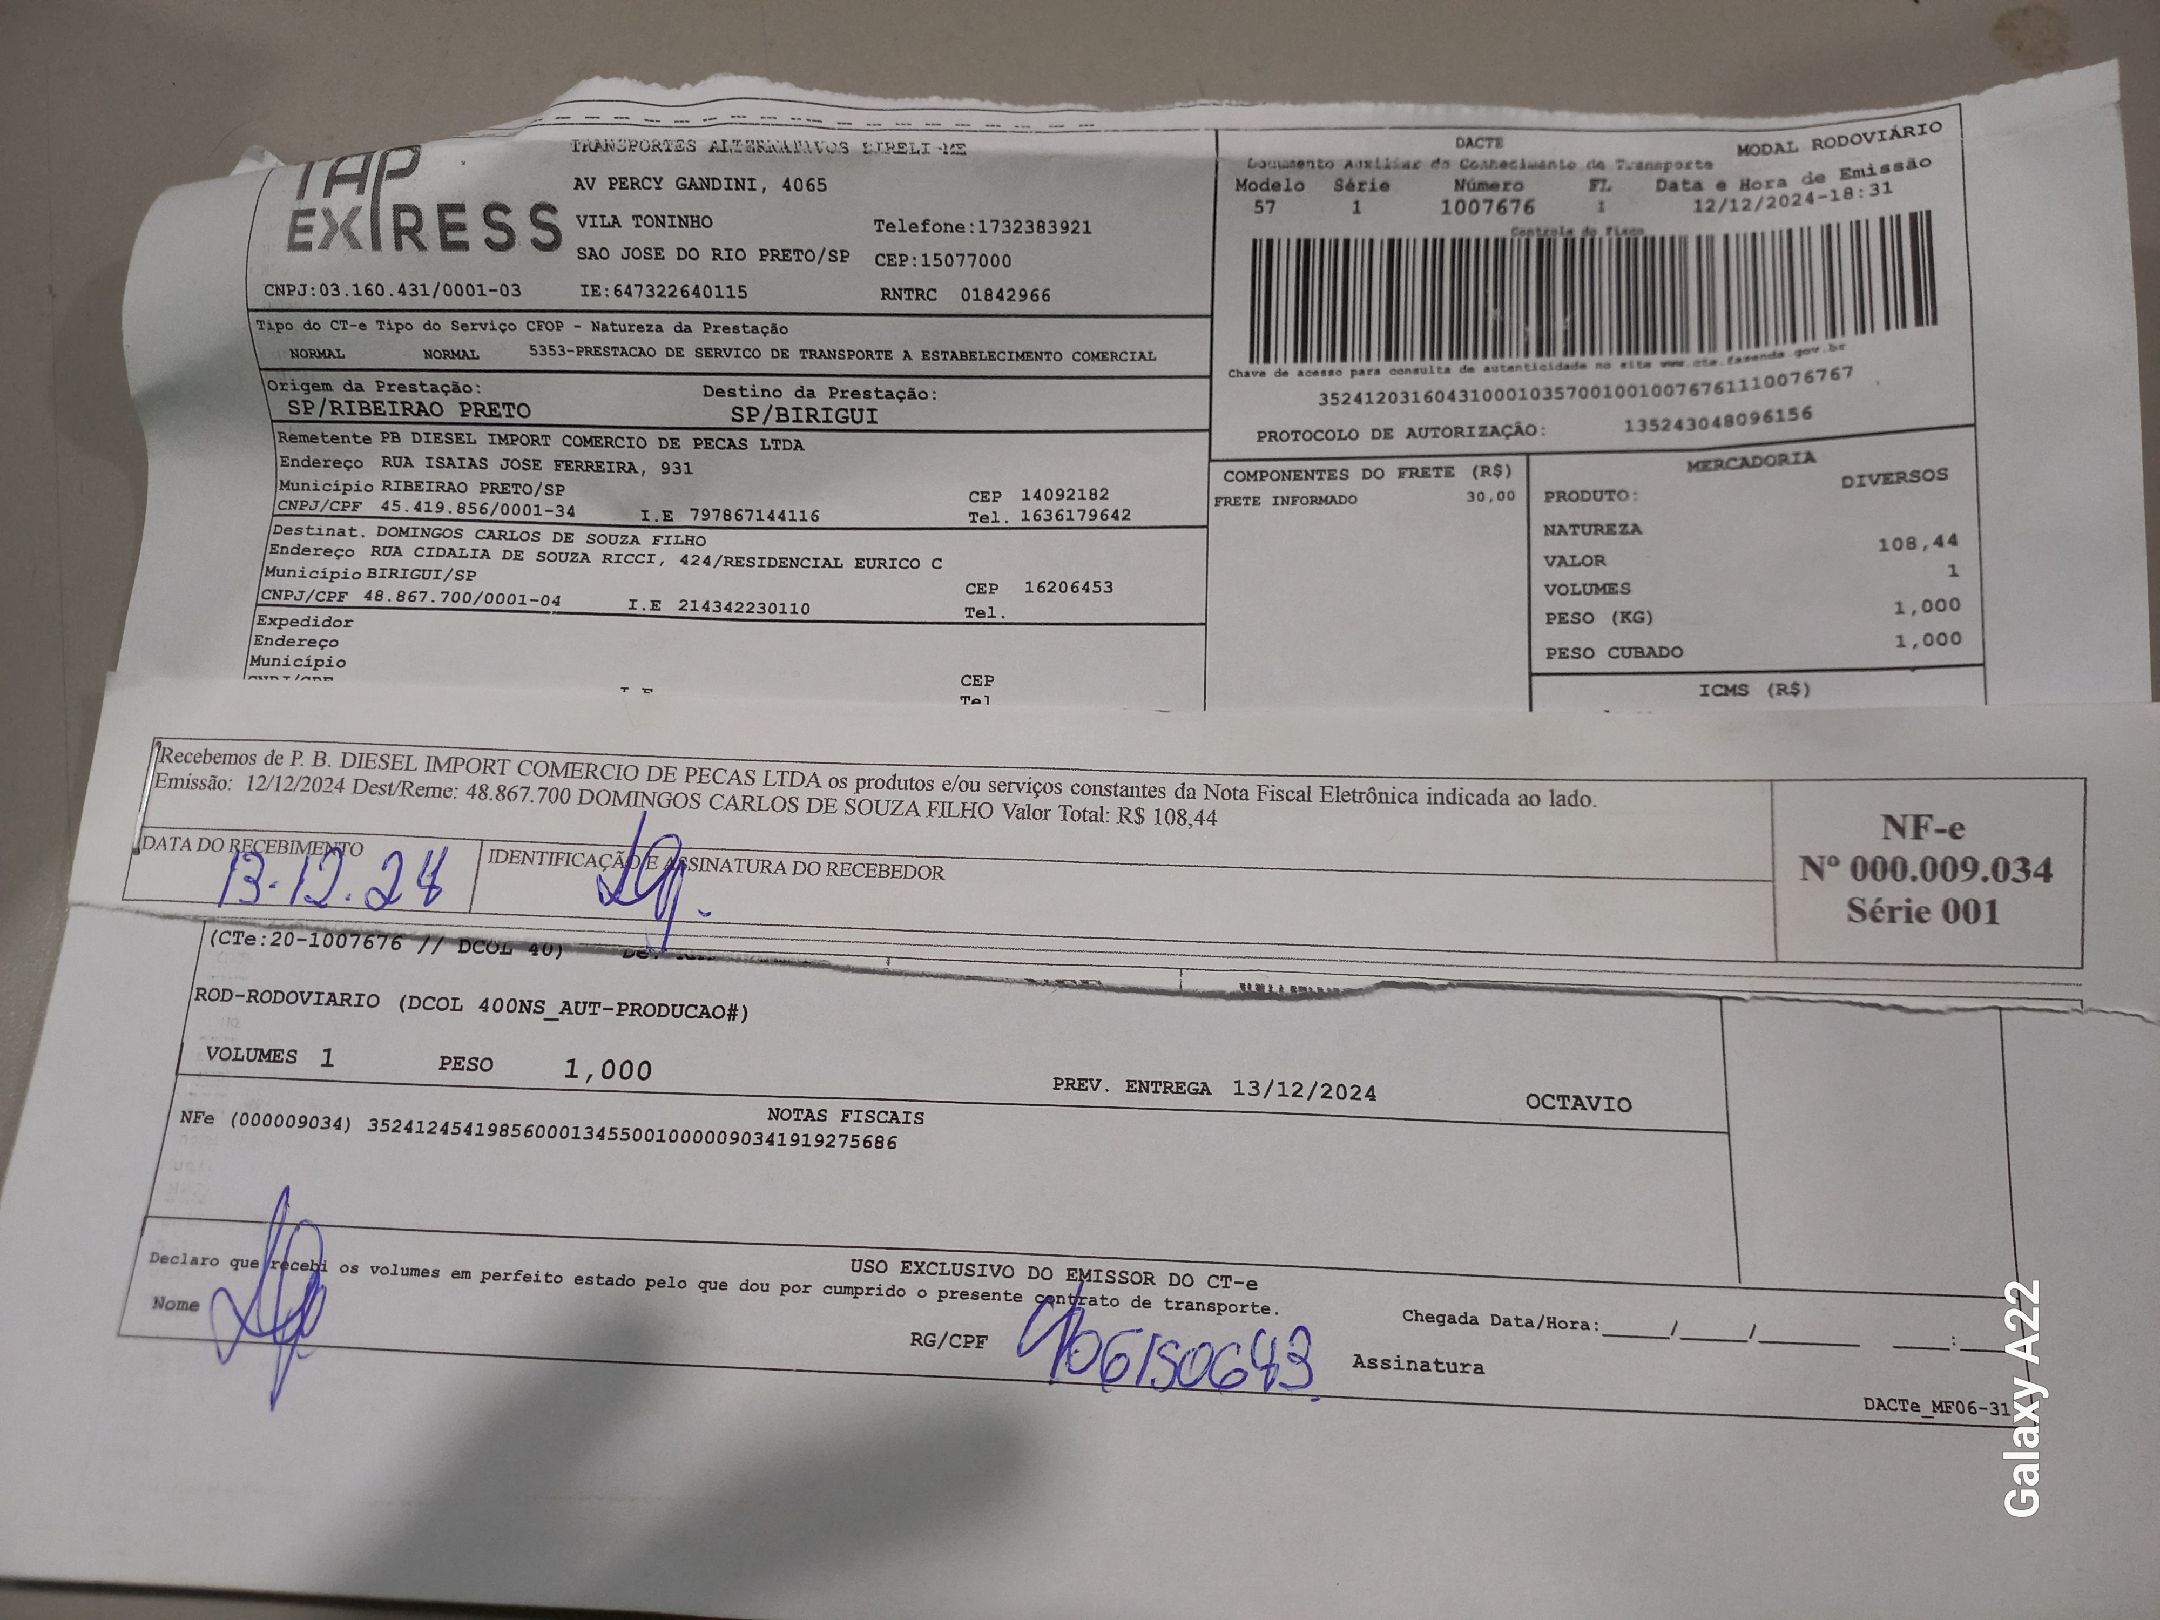 TAP
EXPRESS
TRANSPORTES ALTERNATIVOS EIRELI-ME
AV PERCY GANDINI, 4065
VILA TONINHO Telefone:1732383921
SAO JOSE DO RIO PRETO/SP CEP:15077000
CNPJ:03.160.431/0001-03 IE:647322640115 RNTRC 01842966
DACTE MODAL RODOVIÁRIO
Documento Auxiliar do Conhecimento de Transporte
Modelo Série Número FL Data e Hora de Emissão
57 1 1007676 1 12/12/2024-18:31
Controle do Fisco
Chave de acesso para consulta de autenticidade no site www.cte.fazenda.gov.br
35241203160431000103570010010076761110076767
PROTOCOLO DE AUTORIZAÇÃO: 135243048096156
Tipo do CT-e Tipo do Serviço CFOP - Natureza da Prestação
NORMAL NORMAL 5353-PRESTACAO DE SERVICO DE TRANSPORTE A ESTABELECIMENTO COMERCIAL
Origem da Prestação: Destino da Prestação:
SP/RIBEIRAO PRETO SP/BIRIGUI
Remetente PB DIESEL IMPORT COMERCIO DE PECAS LTDA
Endereço RUA ISAIAS JOSE FERREIRA, 931
Município RIBEIRAO PRETO/SP CEP 14092182
CNPJ/CPF 45.419.856/0001-34 I.E 797867144116 Tel. 1636179642
Destinat. DOMINGOS CARLOS DE SOUZA FILHO
Endereço RUA CIDALIA DE SOUZA RICCI, 424/RESIDENCIAL EURICO C
Município BIRIGUI/SP CEP 16206453
CNPJ/CPF 48.867.700/0001-04 I.E 214342230110 Tel.
Expedidor
Endereço
Município CEP
CNPJ/CPF I.E Tel
COMPONENTES DO FRETE (R$)
FRETE INFORMADO 30,00
MERCADORIA
PRODUTO: DIVERSOS
NATUREZA
VALOR 108,44
VOLUMES 1
PESO (KG) 1,000
PESO CUBADO 1,000
ICMS (R$)
Recebemos de P. B. DIESEL IMPORT COMERCIO DE PECAS LTDA os produtos e/ou serviços constantes da Nota Fiscal Eletrônica indicada ao lado.
Emissão: 12/12/2024 Dest/Reme: 48.867.700 DOMINGOS CARLOS DE SOUZA FILHO Valor Total: R$ 108,44
DATA DO RECEBIMENTO IDENTIFICAÇÃO E ASSINATURA DO RECEBEDOR
13.12.24
NF-e
Nº 000.009.034
Série 001
(CTe:20-1007676 // DCOL 40)
ROD-RODOVIARIO (DCOL 400NS_AUT-PRODUCAO#)
VOLUMES 1 PESO 1,000 PREV. ENTREGA 13/12/2024 OCTAVIO
NOTAS FISCAIS
NFe (000009034) 35241245419856000134550010000090341919275686
USO EXCLUSIVO DO EMISSOR DO CT-e
Declaro que recebi os volumes em perfeito estado pelo que dou por cumprido o presente contrato de transporte.
Nome RG/CPF 406150643 Assinatura
Chegada Data/Hora:____/____/______ ____:____
DACTe_MF06-31
Galaxy A22